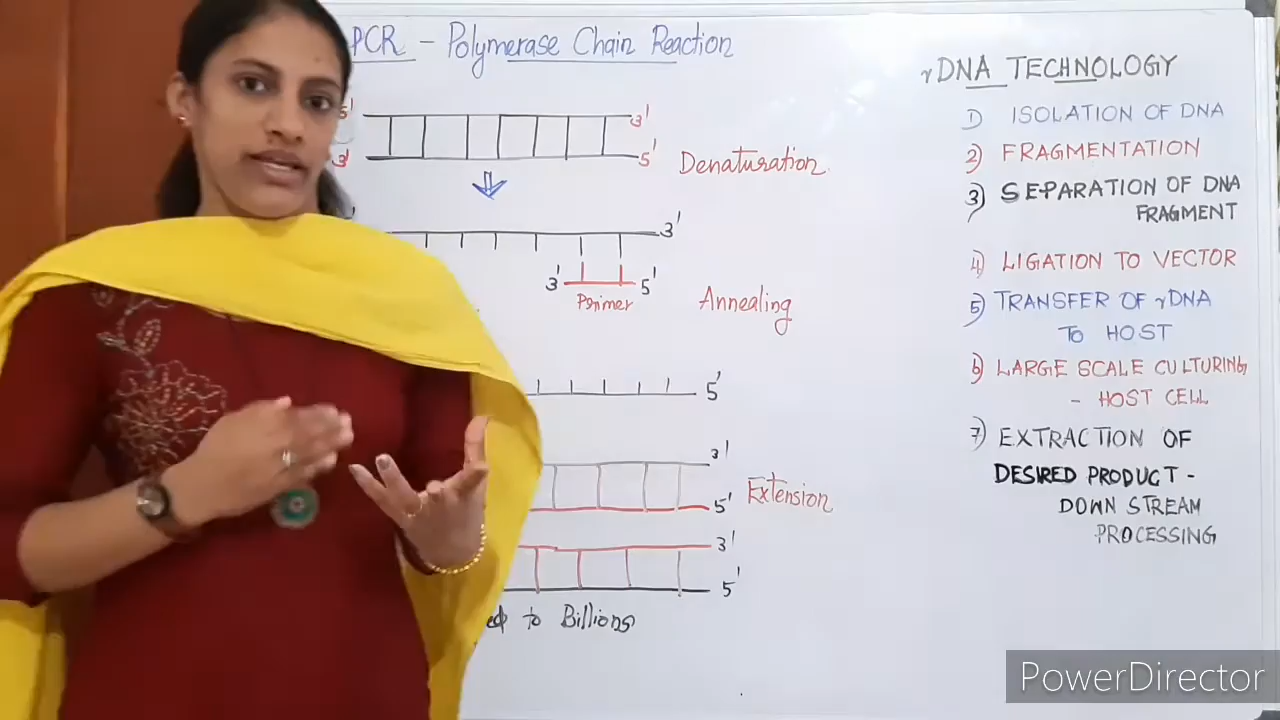 PCR - Polymerase Chain Reaction
5' 3'
3' 5'
Denaturation
3'
3' 5'
Primer
Annealing
5'
3'
5'
Extension
3'
5'
to Billions
rDNA TECHNOLOGY
1) ISOLATION OF DNA
2) FRAGMENTATION
3) SEPARATION OF DNA
FRAGMENT
4) LIGATION TO VECTOR
5) TRANSFER OF rDNA
TO HOST
6) LARGE SCALE CULTURING
- HOST CELL
7) EXTRACTION OF
DESIRED PRODUCT -
DOWN STREAM
PROCESSING
PowerDirector